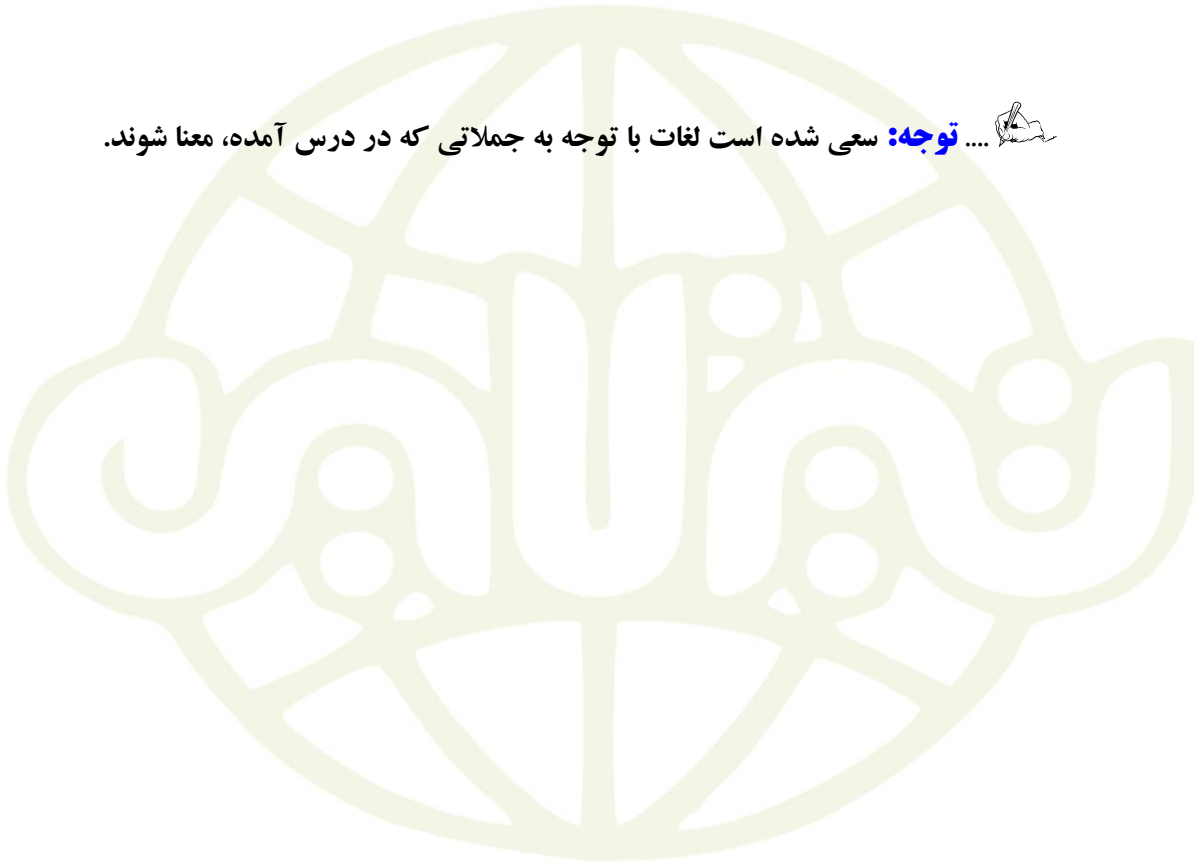 .... توجه: سعی شده است لغات با توجه به جملاتی که در درس آمده، معنا شوند.